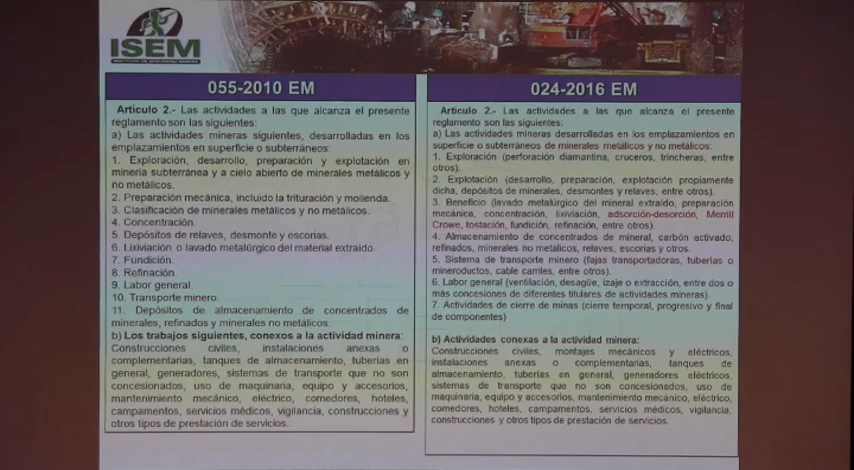 ISEM
INSTITUTO DE SEGURIDAD MINERA
055-2010 EM
Articulo 2.- Las actividades a las que alcanza el presente
reglamento son las siguientes:
a) Las actividades mineras siguientes, desarrolladas en los
emplazamientos en superficie o subterráneos:
1. Exploración, desarrollo, preparación y explotación en
minería subterránea y a cielo abierto de minerales metálicos y
no metálicos.
2. Preparación mecánica, incluido la trituración y molienda.
3. Clasificación de minerales metálicos y no metálicos.
4. Concentración.
5. Depósitos de relaves, desmonte y escorias.
6. Lixiviación o lavado metalúrgico del material extraído
7. Fundición.
8. Refinación.
9. Labor general.
10. Transporte minero.
11. Depósitos de almacenamiento de concentrados de
minerales, refinados y minerales no metálicos.
b) Los trabajos siguientes, conexos a la actividad minera:
Construcciones civiles, instalaciones anexas o
complementarias, tanques de almacenamiento, tuberías en
general, generadores, sistemas de transporte que no son
concesionados, uso de maquinaria, equipo y accesorios,
mantenimiento mecánico, eléctrico, comedores, hoteles,
campamentos, servicios médicos, vigilancia, construcciones y
otros tipos de prestación de servicios.
024-2016 EM
Articulo 2.- Las actividades a las que alcanza el presente
reglamento son las siguientes:
a) Las actividades mineras desarrolladas en los emplazamientos en
superficie o subterráneos de minerales metálicos y no metálicos:
1. Exploración (perforación diamantina, cruceros, trincheras, entre
otros).
2. Explotación (desarrollo, preparación, explotación propiamente
dicha, depósitos de minerales, desmontes y relaves, entre otros).
3. Beneficio (lavado metalúrgico del mineral extraído, preparación
mecánica, concentración, lixiviación, adsorción-desorción, Merrill
Crowe, tostación, fundición, refinación, entre otros).
4. Almacenamiento de concentrados de mineral, carbón activado,
refinados, minerales no metálicos, relaves, escorias y otros.
5. Sistema de transporte minero (fajas transportadoras, tuberías o
mineroductos, cable carriles, entre otros).
6. Labor general (ventilación, desagüe, izaje o extracción, entre dos o
más concesiones de diferentes titulares de actividades mineras).
7. Actividades de cierre de minas (cierre temporal, progresivo y final
de componentes)
b) Actividades conexas a la actividad minera:
Construcciones civiles, montajes mecánicos y eléctricos,
instalaciones anexas o complementarias, tanques de
almacenamiento, tuberías en general, generadores eléctricos,
sistemas de transporte que no son concesionados, uso de
maquinaria, equipo y accesorios, mantenimiento mecánico, eléctrico,
comedores, hoteles, campamentos, servicios médicos, vigilancia,
construcciones y otros tipos de prestación de servicios.